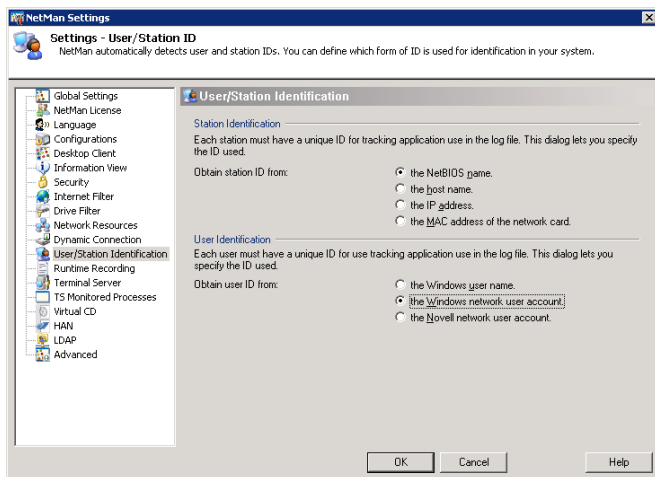 NetMan Settings
Settings - User/Station ID
NetMan automatically detects user and station IDs. You can define which form of ID is used for identification in your system.
Global Settings
NetMan License
Language
Configurations
Desktop Client
Information View
Security
Internet Filter
Drive Filter
Network Resources
Dynamic Connection
User/Station Identification
Runtime Recording
Terminal Server
TS Monitored Processes
Virtual CD
HAN
LDAP
Advanced
User/Station Identification
Station Identification
Each station must have a unique ID for tracking application use in the log file. This dialog lets you specify
the ID used.
Obtain station ID from:
the NetBIOS name.
the host name.
the IP address.
the MAC address of the network card.
User Identification
Each user must have a unique ID for use tracking application use in the log file. This dialog lets you
specify the ID used.
Obtain user ID from:
the Windows user name.
the Windows network user account.
the Novell network user account.
OK
Cancel
Help